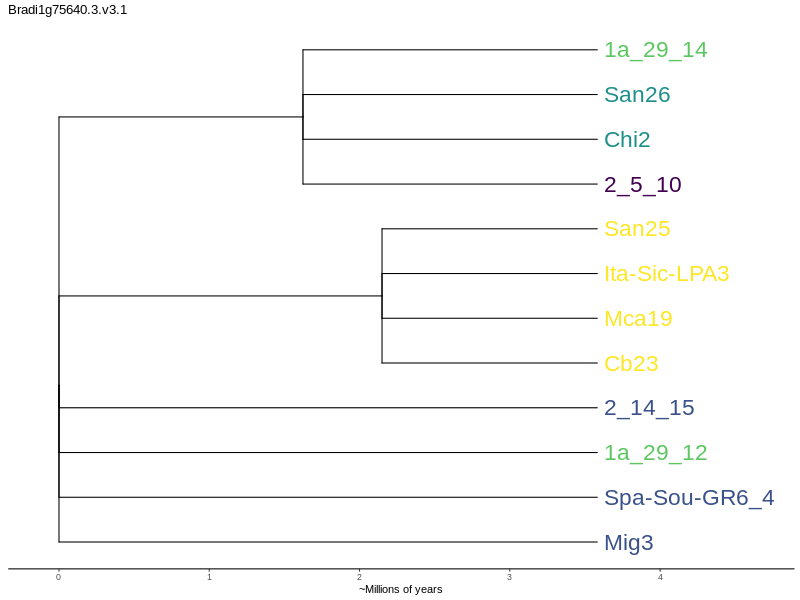 Bradi1g75640.3.v3.1
1a_29_14
San26
Chi2
2_5_10
San25
Ita-Sic-LPA3
Mca19
Cb23
2_14_15
1a_29_12
Spa-Sou-GR6_4
Mig3
0 1 2 3 4
~Millions of years